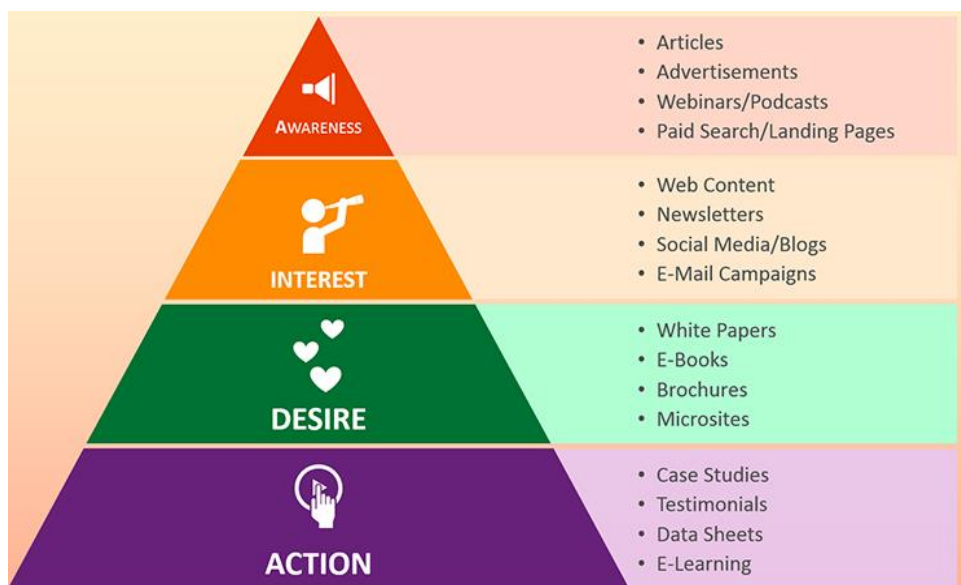 AWARENESS
• Articles
• Advertisements
• Webinars/Podcasts
• Paid Search/Landing Pages
INTEREST
• Web Content
• Newsletters
• Social Media/Blogs
• E-Mail Campaigns
DESIRE
• White Papers
• E-Books
• Brochures
• Microsites
ACTION
• Case Studies
• Testimonials
• Data Sheets
• E-Learning